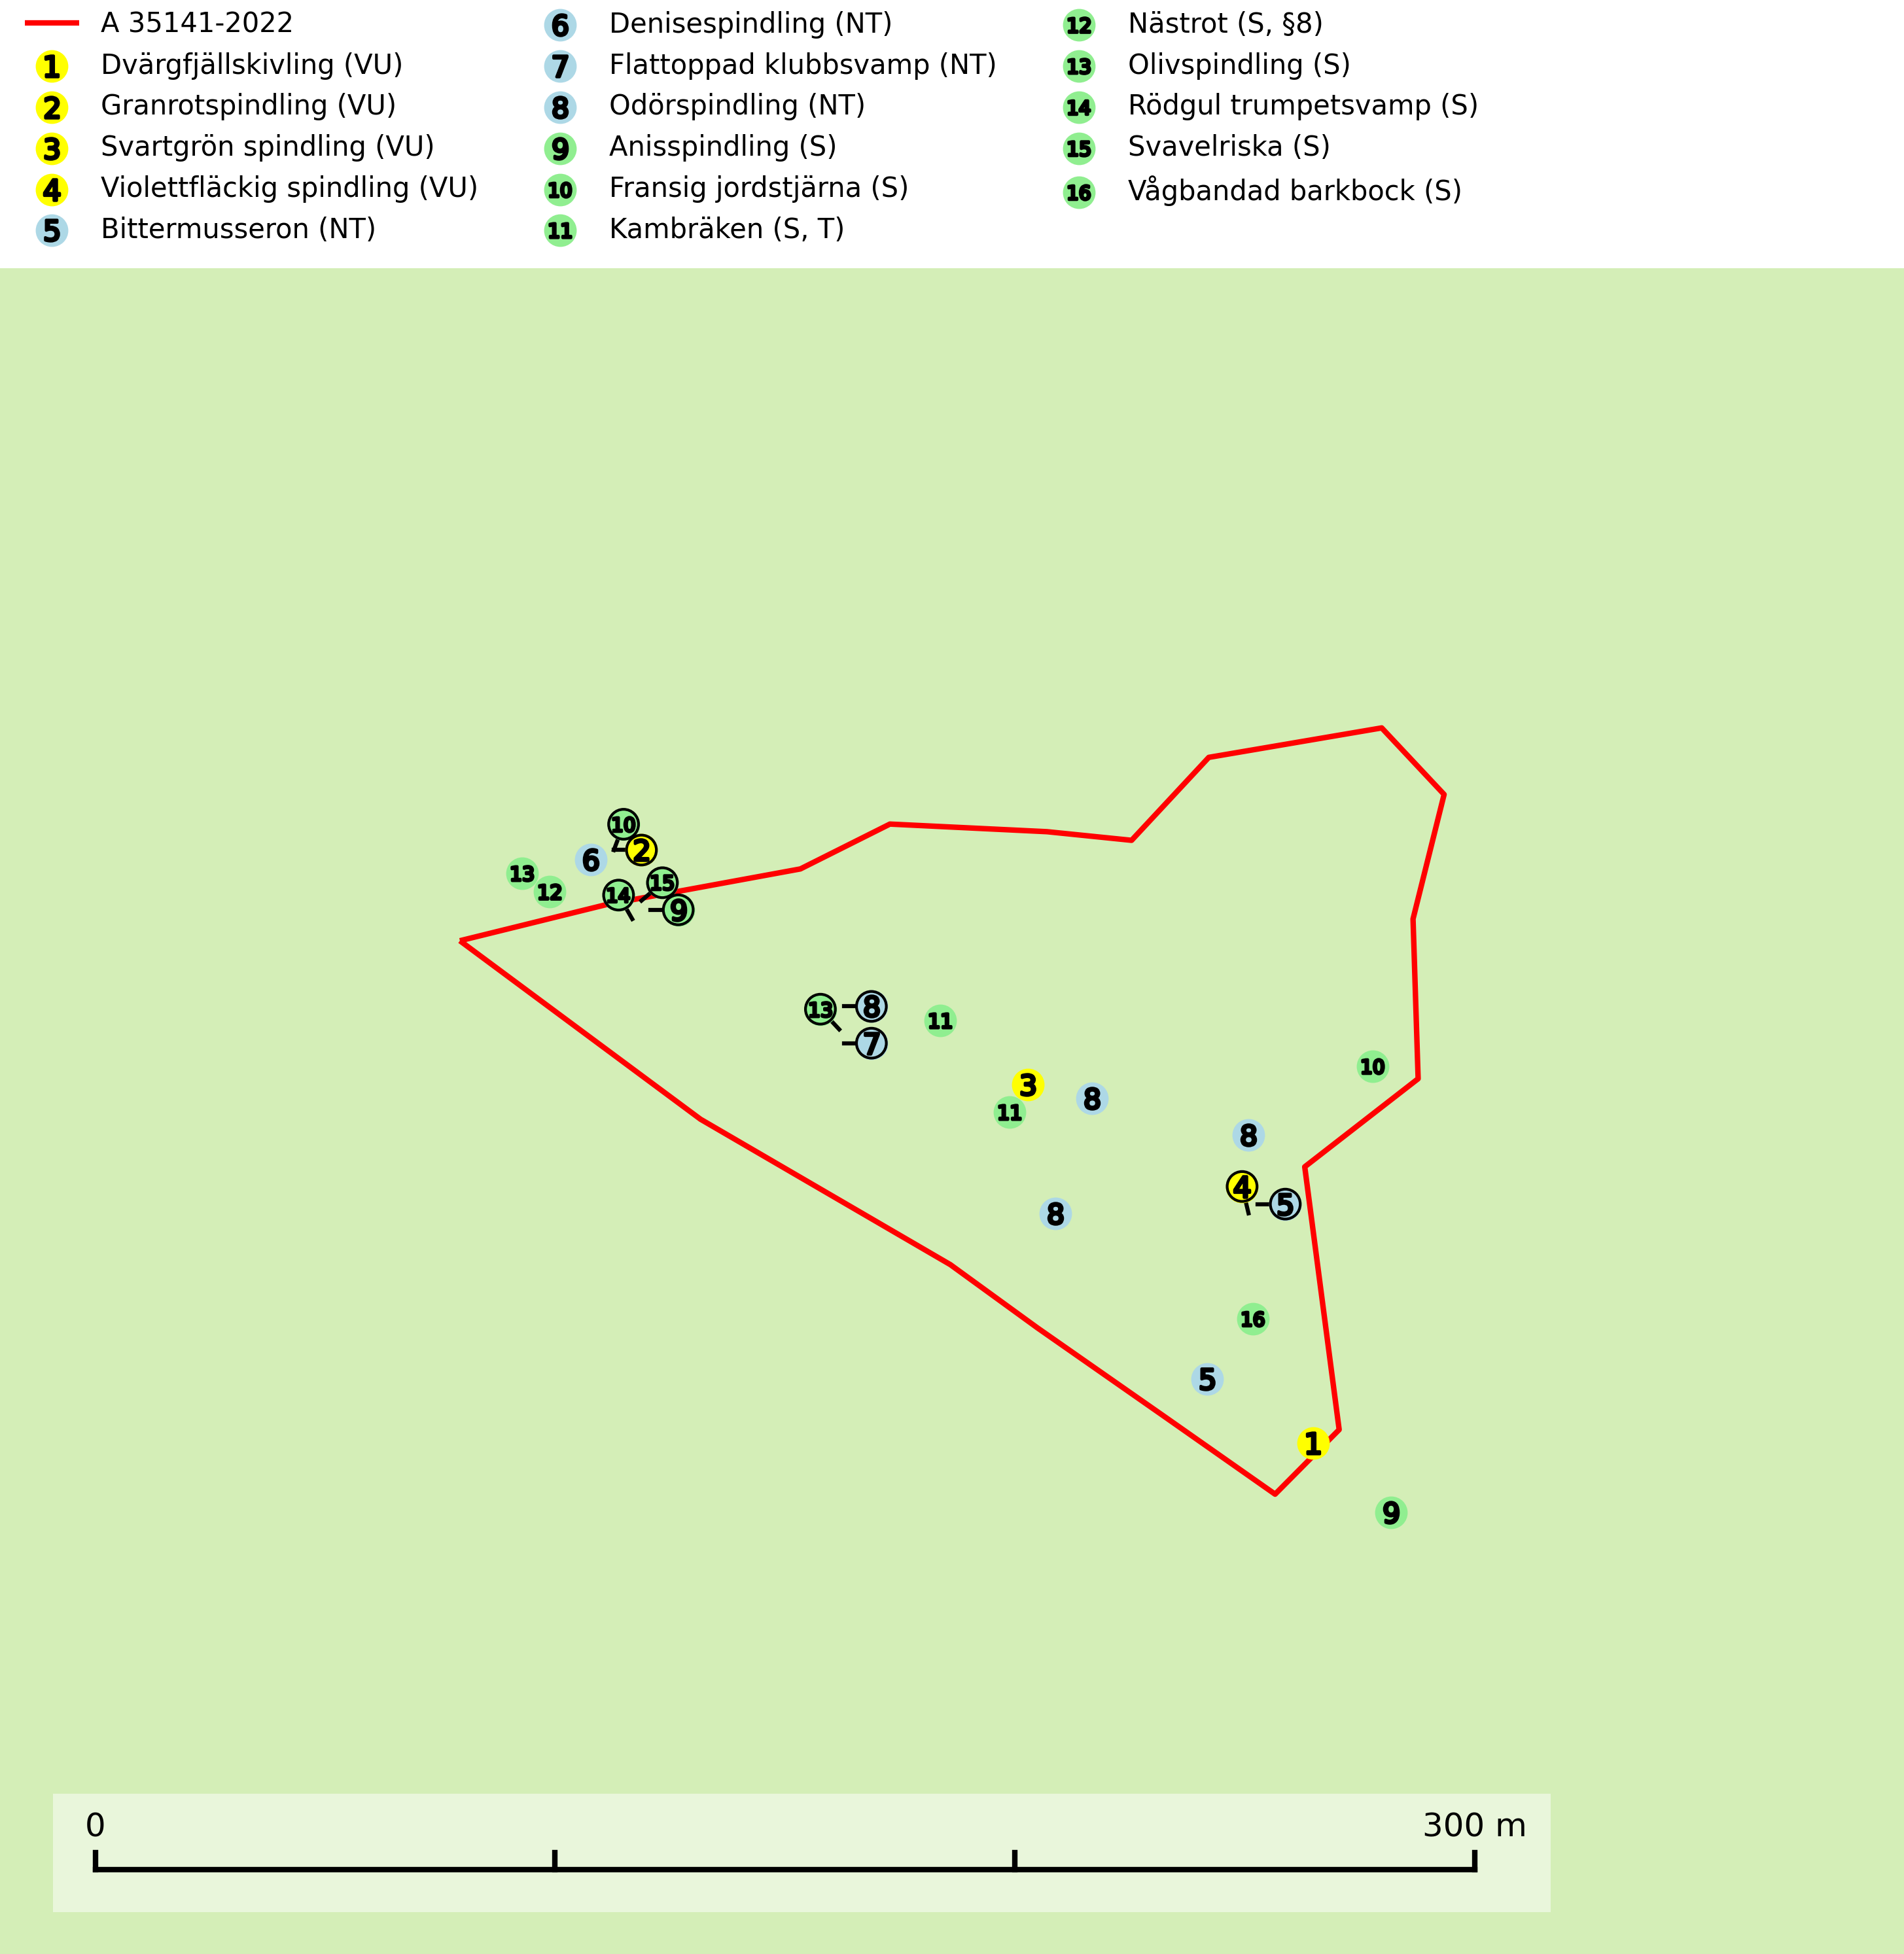 A 35141-2022
1 Dvärgfjällskivling (VU)
2 Granrotspindling (VU)
3 Svartgrön spindling (VU)
4 Violettfläckig spindling (VU)
5 Bittermusseron (NT)
6 Denisespindling (NT)
7 Flattoppad klubbsvamp (NT)
8 Odörspindling (NT)
9 Anisspindling (S)
10 Fransig jordstjärna (S)
11 Kambräken (S, T)
12 Nästrot (S, §8)
13 Olivspindling (S)
14 Rödgul trumpetsvamp (S)
15 Svavelriska (S)
16 Vågbandad barkbock (S)
10
2
6
13
12
15
14
9
13
8
11
7
10
3
8
11
8
4
5
8
16
5
1
9
0 300 m